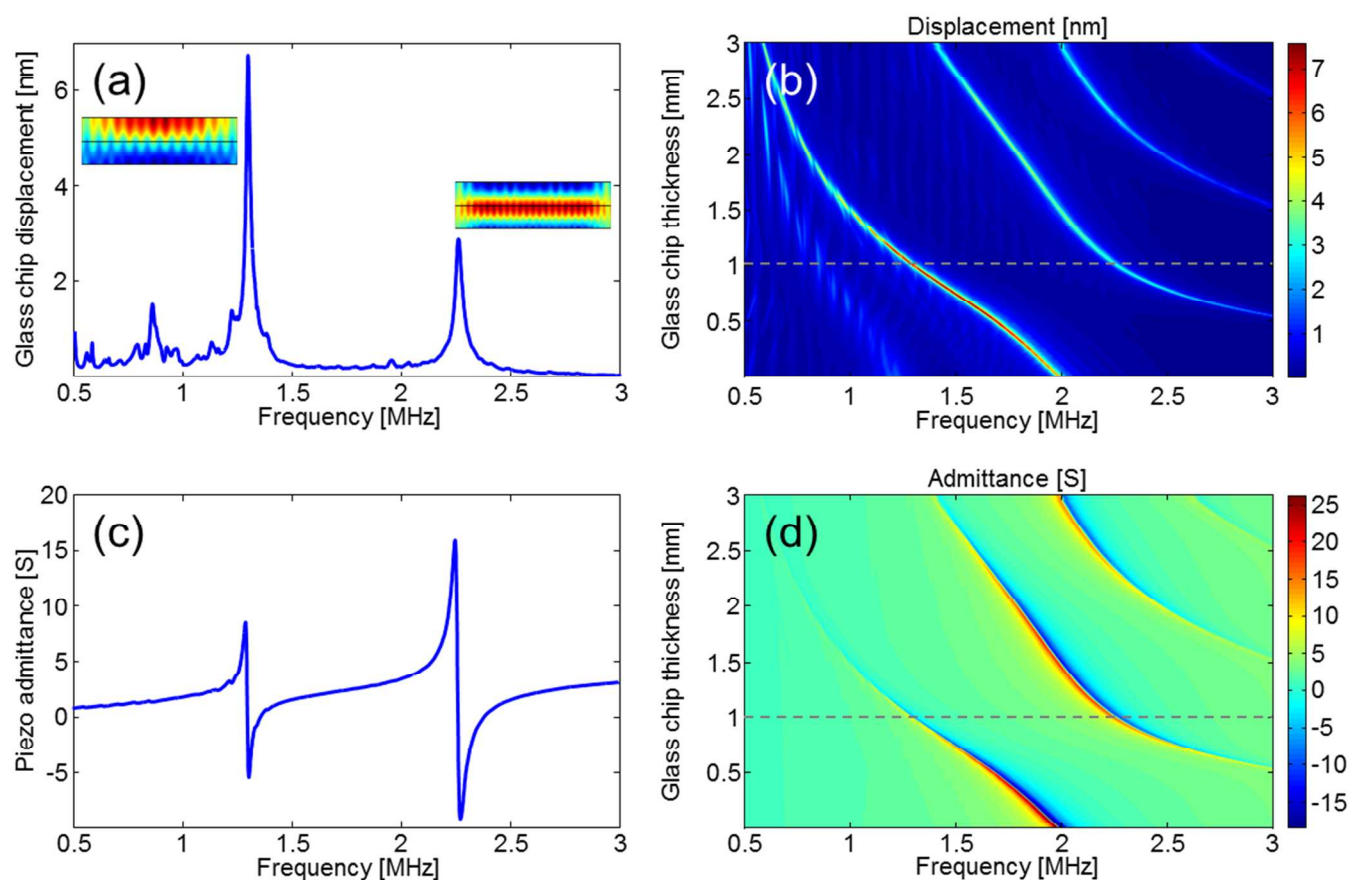 (a)
Glass chip displacement [nm]
6
4
2
0.5 1 1.5 2 2.5 3
Frequency [MHz]
Displacement [nm]
(b)
Glass chip thickness [mm]
3
2.5
2
1.5
1
0.5
0.5 1 1.5 2 2.5 3
Frequency [MHz]
7
6
5
4
3
2
1
(c)
Piezo admittance [S]
20
15
10
5
0
-5
0.5 1 1.5 2 2.5 3
Frequency [MHz]
Admittance [S]
(d)
Glass chip thickness [mm]
3
2.5
2
1.5
1
0.5
0.5 1 1.5 2 2.5 3
Frequency [MHz]
25
20
15
10
5
0
-5
-10
-15